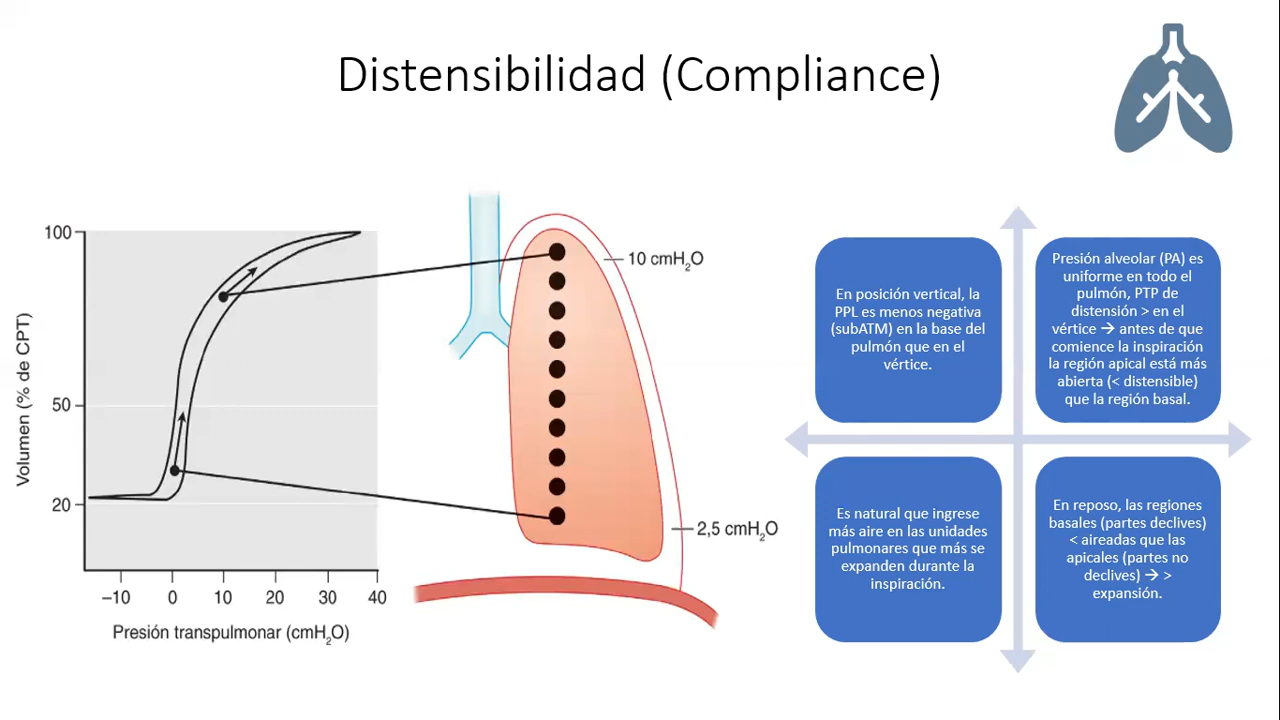 Distensibilidad (Compliance)
100
50
20
Volumen (% de CPT)
–10
0
10
20
30
40
Presión transpulmonar (cmH₂O)
10 cmH₂O
2,5 cmH₂O
En posición vertical, la
PPL es menos negativa
(subATM) en la base del
pulmón que en el
vértice.
Presión alveolar (PA) es
uniforme en todo el
pulmón, PTP de
distensión > en el
vértice → antes de que
comience la inspiración
la región apical está más
abierta (< distensible)
que la región basal.
Es natural que ingrese
más aire en las unidades
pulmonares que más se
expanden durante la
inspiración.
En reposo, las regiones
basales (partes declives)
< aireadas que las
apicales (partes no
declives) → >
expansión.